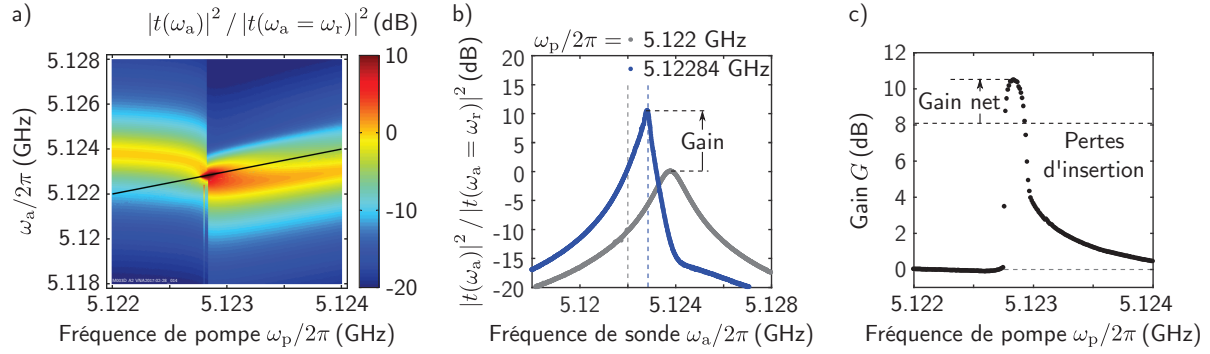 a)
|t(ωa)|² / |t(ωa = ωr)|² (dB)
5.128
5.126
5.124
5.122
5.12
5.118
ωa/2π (GHz)
5.122
5.123
5.124
Fréquence de pompe ωp/2π (GHz)
10
0
-10
-20
b)
ωp/2π =
5.122 GHz
5.12284 GHz
|t(ωa)|² / |t(ωa = ωr)|² (dB)
20
15
10
5
0
-5
-10
-15
-20
Gain
5.12
5.124
5.128
Fréquence de sonde ωa/2π (GHz)
c)
Gain G (dB)
12
10
8
6
4
2
0
Gain net
Pertes
d'insertion
5.122
5.123
5.124
Fréquence de pompe ωp/2π (GHz)